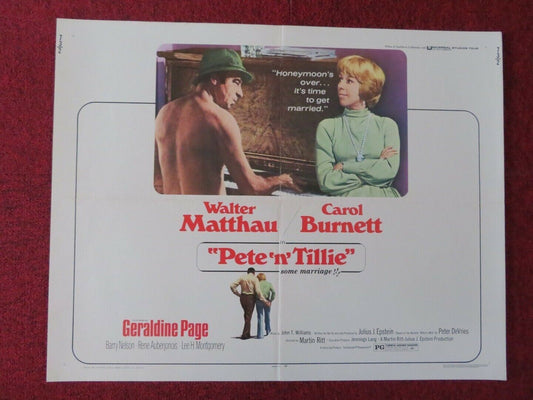 "Honeymoon's
over...
it's time
to get
married."
Walter
Matthau
Carol
Burnett
in
"Pete 'n' Tillie"
some marriage!!
Geraldine Page
Barry Nelson · Rene Auberjonois · Lee H. Montgomery
John T. Williams
Julius J. Epstein
Peter DeVries
Martin Ritt
Jennings Lang · A Martin Ritt-Julius J. Epstein Production
PG